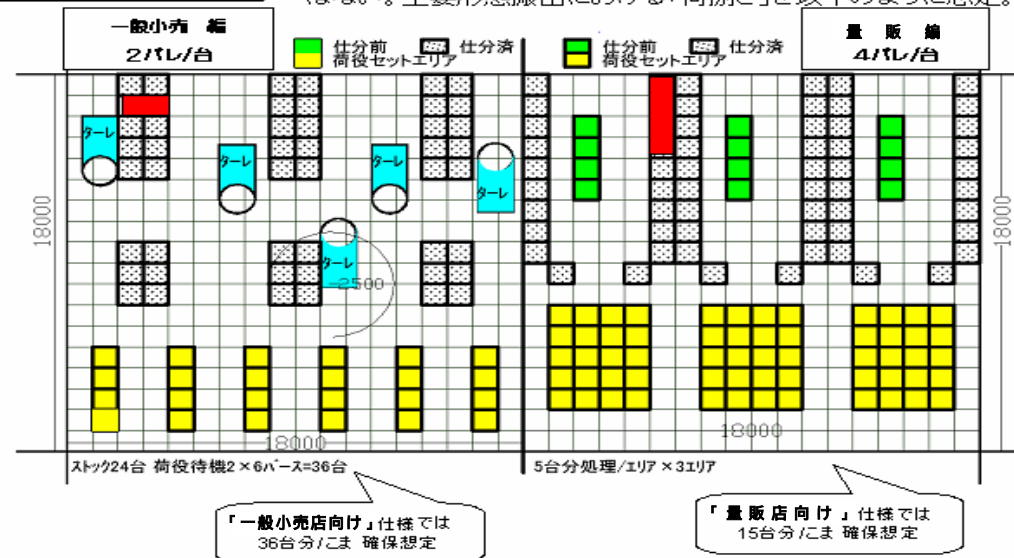 一般小売 編
2パレ/台
仕分前
仕分済
荷役セットエリア
仕分前
仕分済
荷役セットエリア
量 販 編
4パレ/台
ターレ
ターレ
ターレ
ターレ
ターレ
2500
18000
18000
18000
18000
ストック24台 荷役待機2×6バース=36台
5台分処理/エリア×3エリア
「一般小売店向け」仕様では
36台分/こま 確保想定
「量販店向け」仕様では
15台分/こま 確保想定